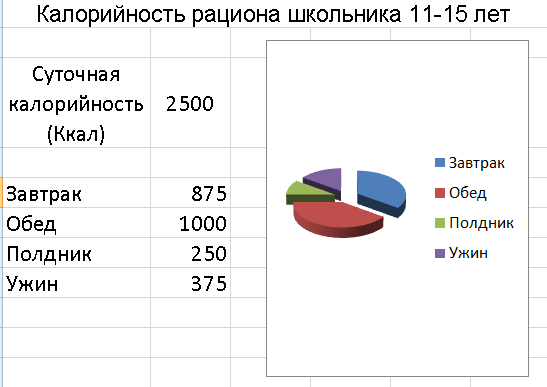 Калорийность рациона школьника 11-15 лет
Суточная
калорийность 2500
(Ккал)
Завтрак 875
Обед 1000
Полдник 250
Ужин 375
Завтрак
Обед
Полдник
Ужин